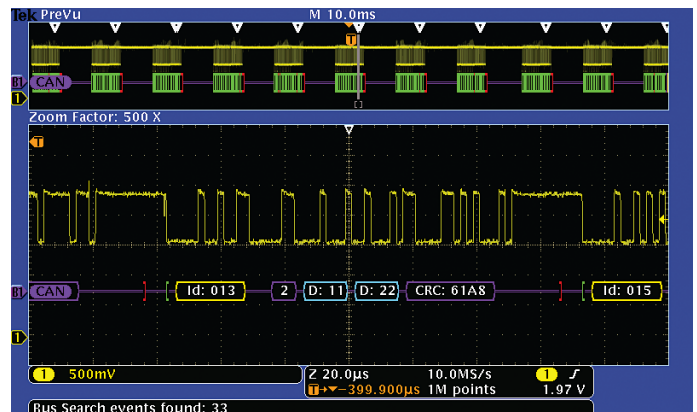 Tek PreVu M 10.0ms
T
B1 CAN
1
[]
Zoom Factor: 500 X
T
B1 CAN Id: 013 2 D: 11 D: 22 CRC: 61A8 Id: 015
1
1 500mV Z 20.0µs 10.0MS/s 1
T→▼-399.900µs 1M points 1.97 V
Bus Search events found: 33